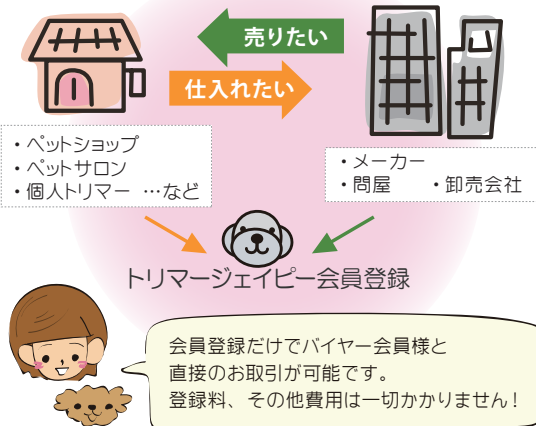 売りたい
仕入れたい
・ペットショップ
・ペットサロン
・個人トリマー …など
・メーカー
・問屋 ・卸売会社
トリマージェイピー会員登録
会員登録だけでバイヤー会員様と
直接のお取引が可能です。
登録料、その他費用は一切かかりません!